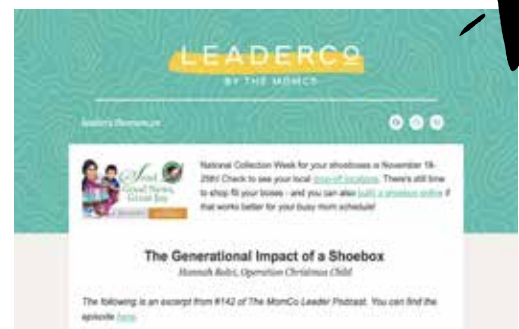 LEADERCO
BY THE MOMCO
National Collection Week for your shoeboxes is November 18-
25th! Check to see your local drop-off locations. There's still time
to shop fill your boxes - and you can also build a shoebox online if
that works better for your busy mom schedule!
Good News,
Great Joy
The Generational Impact of a Shoebox
Operation Christmas Child
The following is an excerpt from #142 of The MomCo Leader Podcast. You can find the
episode here.